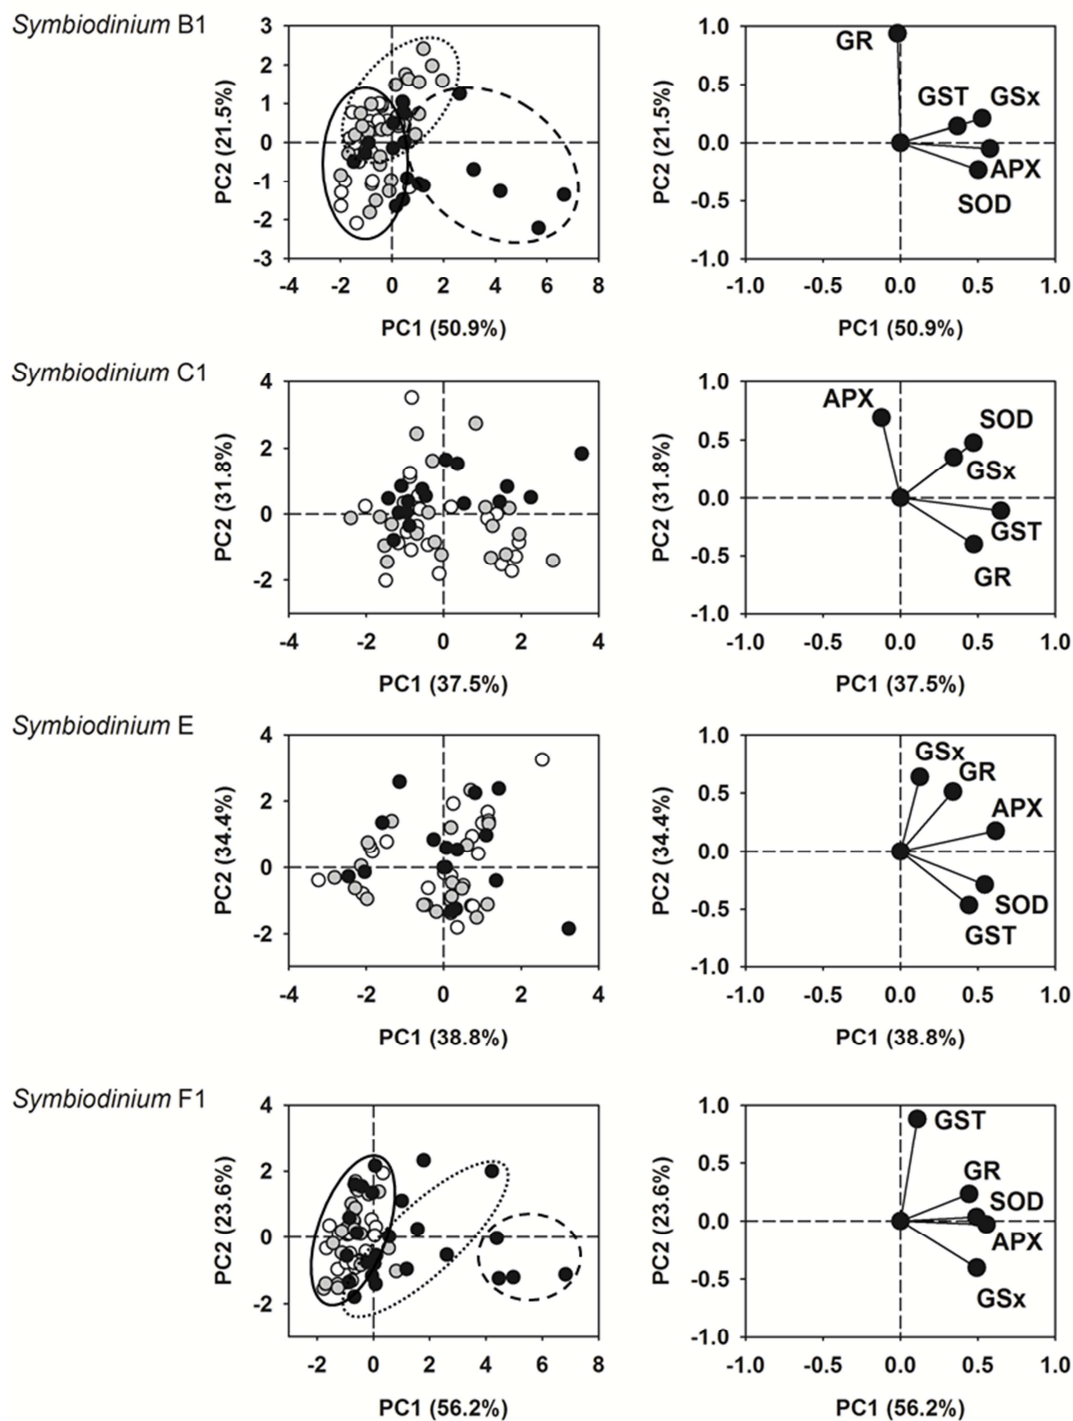 Symbiodinium B1
3
2
1
0
-1
-2
-3
-4 -2 0 2 4 6 8
PC2 (21.5%)
PC1 (50.9%)
1.0
0.5
0.0
-0.5
-1.0
-1.0 -0.5 0.0 0.5 1.0
PC2 (21.5%)
PC1 (50.9%)
GR
GST GSx
APX
SOD
Symbiodinium C1
4
2
0
-2
-4 -2 0 2 4
PC2 (31.8%)
PC1 (37.5%)
1.0
0.5
0.0
-0.5
-1.0
-1.0 -0.5 0.0 0.5 1.0
PC2 (31.8%)
PC1 (37.5%)
APX
SOD
GSx
GST
GR
Symbiodinium E
4
2
0
-2
-4 -2 0 2 4
PC2 (34.4%)
PC1 (38.8%)
1.0
0.5
0.0
-0.5
-1.0
-1.0 -0.5 0.0 0.5 1.0
PC2 (34.4%)
PC1 (38.8%)
GSx
GR
APX
SOD
GST
Symbiodinium F1
4
2
0
-2
-2 0 2 4 6 8
PC2 (23.6%)
PC1 (56.2%)
1.0
0.5
0.0
-0.5
-1.0
-1.0 -0.5 0.0 0.5 1.0
PC2 (23.6%)
PC1 (56.2%)
GST
GR
SOD
APX
GSx